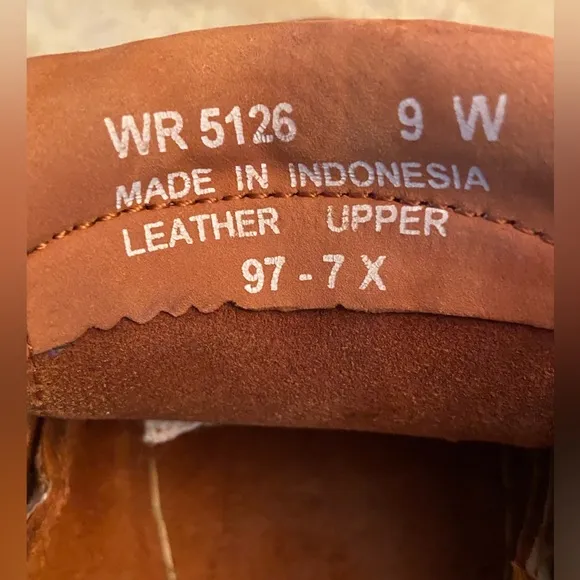 WR 5126 9 W
MADE IN INDONESIA
LEATHER UPPER
97 - 7 X